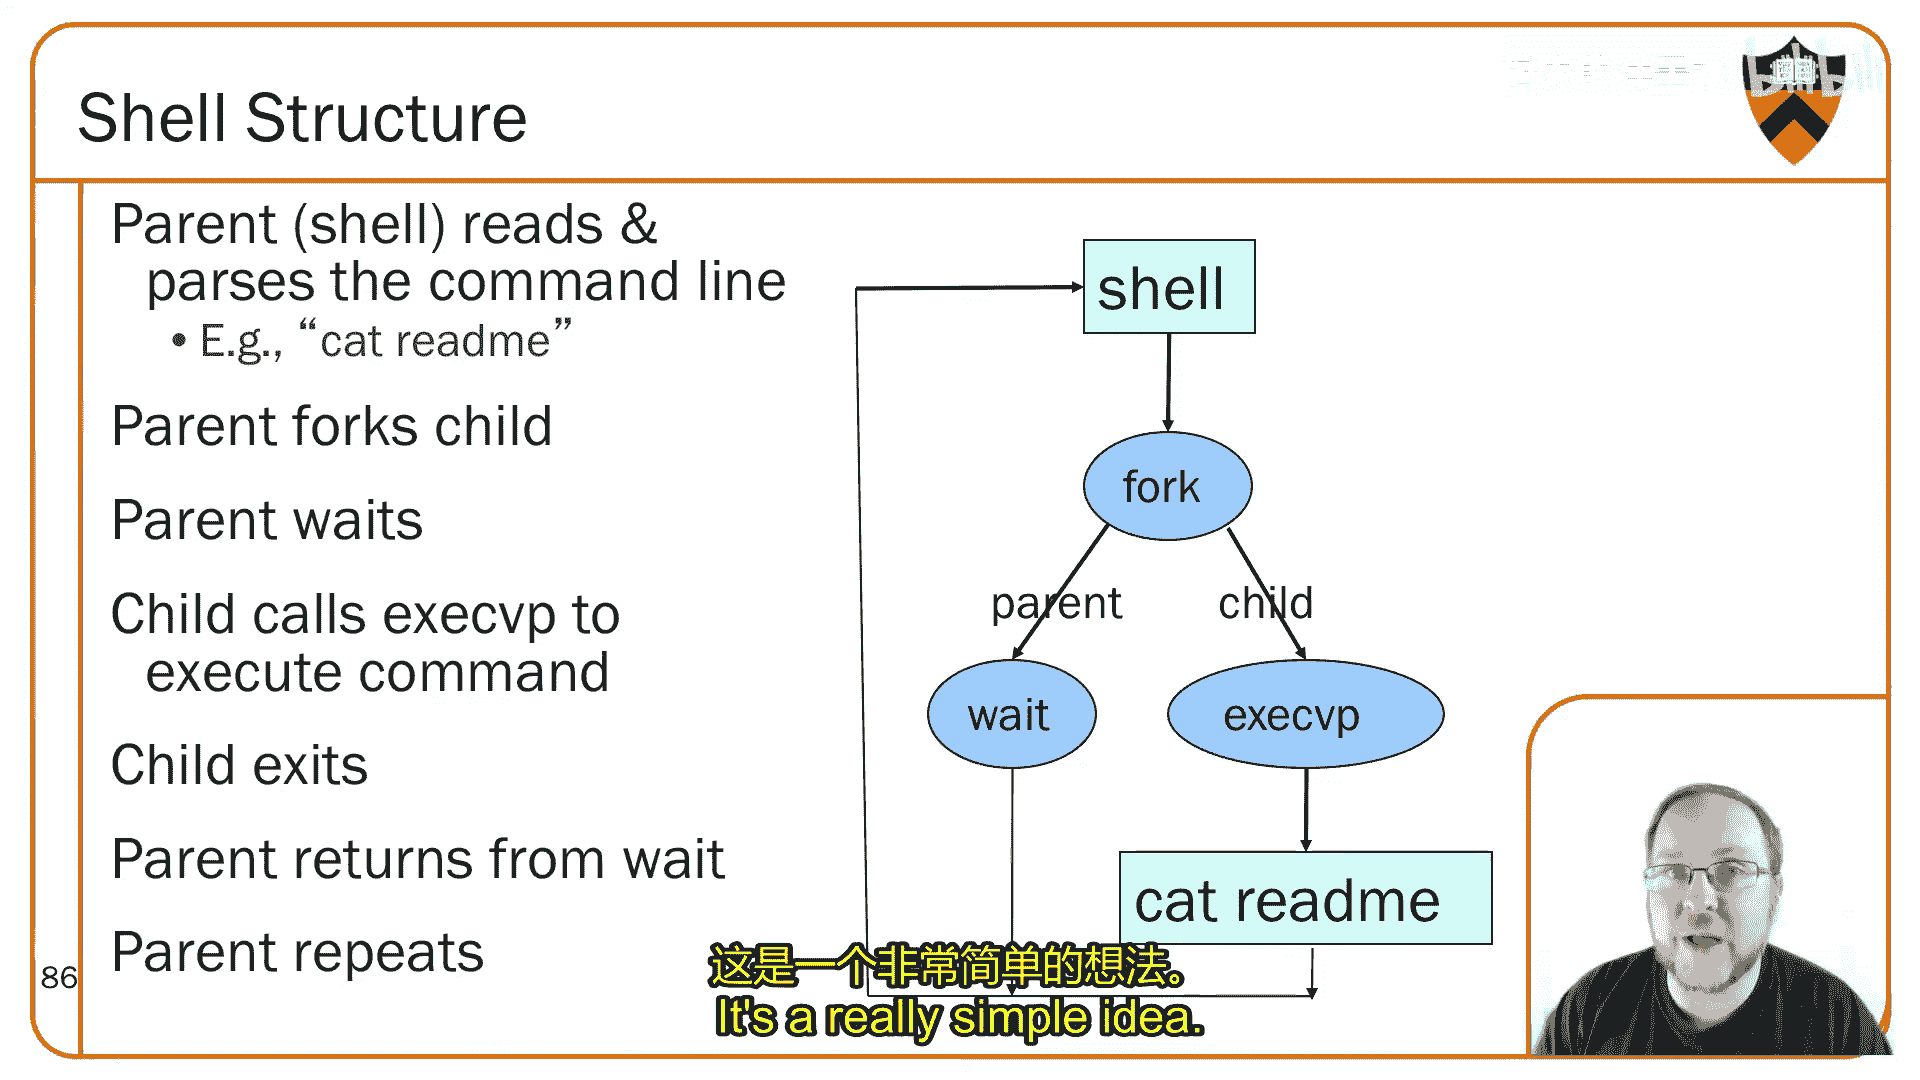 Shell Structure
Parent (shell) reads &
parses the command line
• E.g., “cat readme”
Parent forks child
Parent waits
Child calls execvp to
execute command
Child exits
Parent returns from wait
Parent repeats
86
shell
fork
parent
child
wait
execvp
cat readme
这是一个非常简单的想法。
It's a really simple idea.